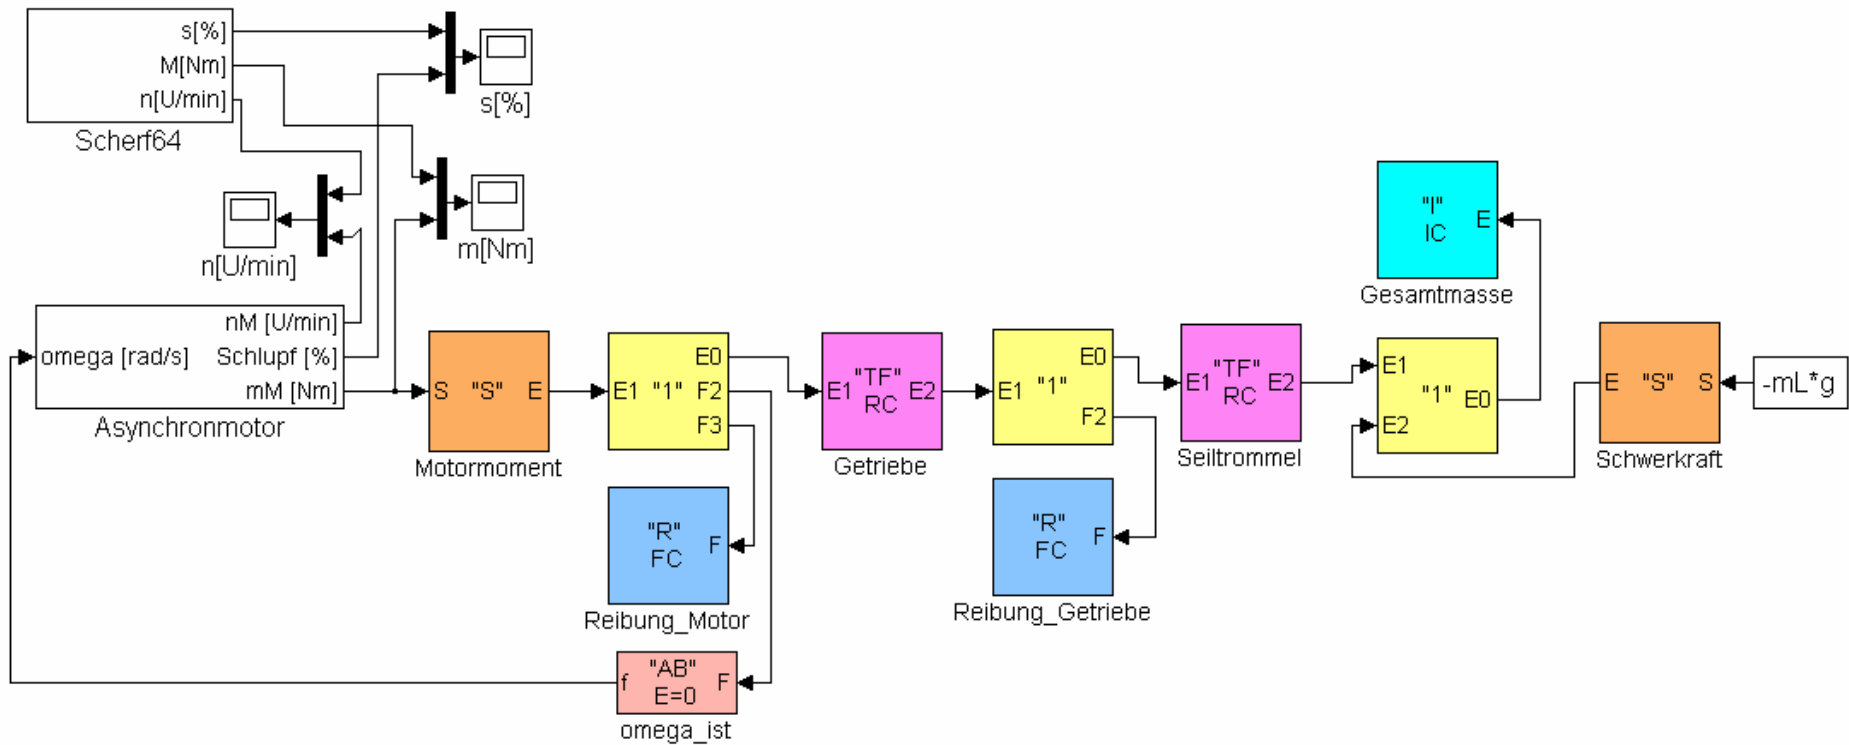 s[%]
M[Nm]
n[U/min]
Scherf64
s[%]
m[Nm]
n[U/min]
"I"
IC
E
Gesamtmasse
nM [U/min]
omega [rad/s]
Schlupf [%]
mM [Nm]
Asynchronmotor
S "S" E
Motormoment
E0
E1 "1" F2
F3
"TF"
E1 E2
RC
Getriebe
E0
E1 "1"
F2
"TF"
E1 E2
RC
Seiltrommel
E1
"1" E0
E2
E "S" S
Schwerkraft
-mL*g
"R"
FC
F
Reibung_Motor
"R"
FC
F
Reibung_Getriebe
"AB"
f F
E=0
omega_ist